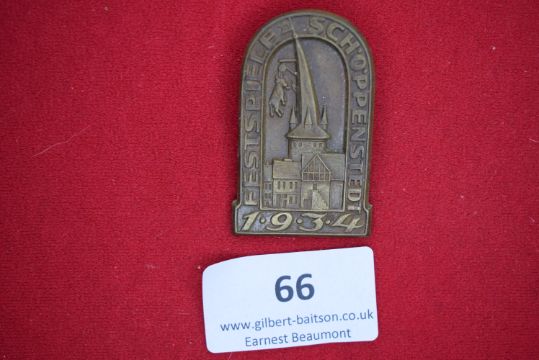 FESTSPIELE SCHÖPPENSTEDT
1·9·3·4
66
www.gilbert-baitson.co.uk
Earnest Beaumont